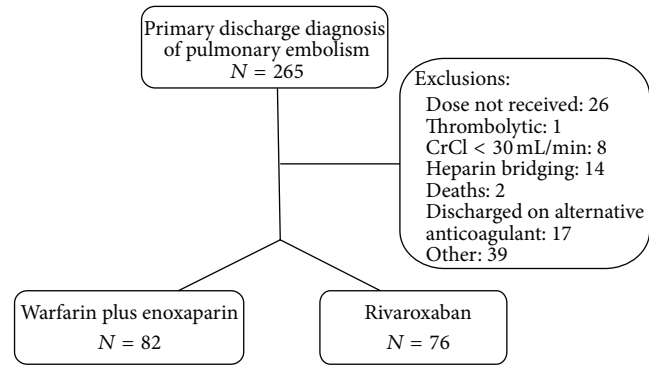 Primary discharge diagnosis
of pulmonary embolism
N = 265
Exclusions:
Dose not received: 26
Thrombolytic: 1
CrCl < 30 mL/min: 8
Heparin bridging: 14
Deaths: 2
Discharged on alternative
anticoagulant: 17
Other: 39
Warfarin plus enoxaparin
N = 82
Rivaroxaban
N = 76